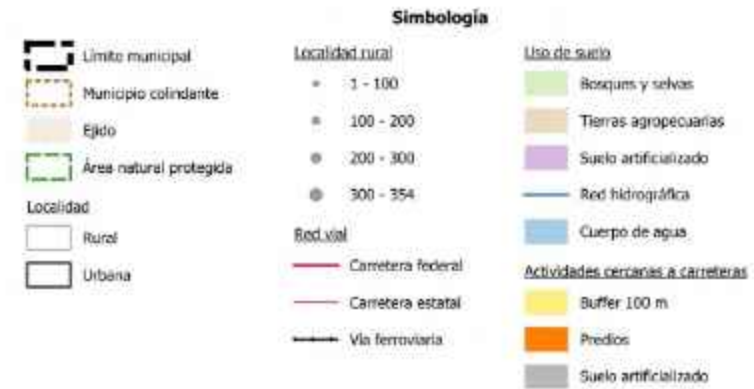 Simbología
Límite municipal
Municipio colindante
Ejido
Área natural protegida
Localidad
Rural
Urbana
Localidad rural
1 - 100
100 - 200
200 - 300
300 - 354
Red vial
Carretera federal
Carretera estatal
Vía ferroviaria
Uso de suelo
Bosques y selvas
Tierras agropecuarias
Suelo artificializado
Red hidrográfica
Cuerpo de agua
Actividades cercanas a carreteras
Buffer 100 m
Predios
Suelo artificializado